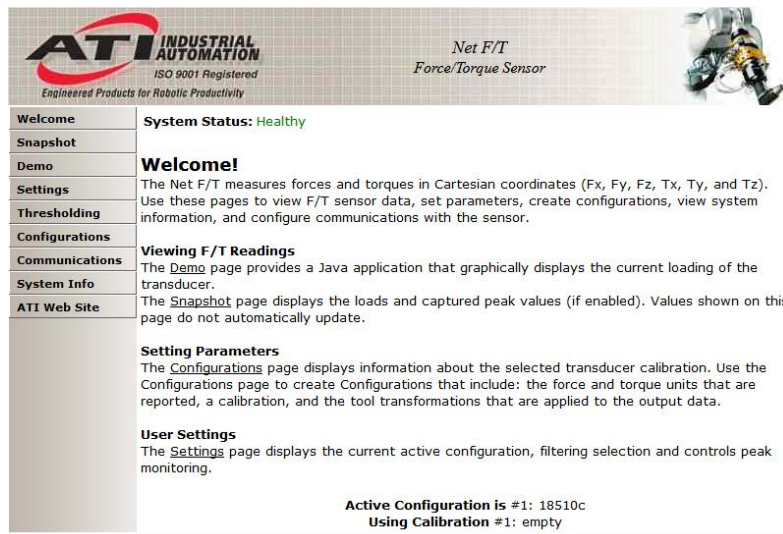 ATI INDUSTRIAL
AUTOMATION
ISO 9001 Registered
Engineered Products for Robotic Productivity
Net F/T
Force/Torque Sensor
Welcome
Snapshot
Demo
Settings
Thresholding
Configurations
Communications
System Info
ATI Web Site
System Status: Healthy
Welcome!
The Net F/T measures forces and torques in Cartesian coordinates (Fx, Fy, Fz, Tx, Ty, and Tz).
Use these pages to view F/T sensor data, set parameters, create configurations, view system
information, and configure communications with the sensor.
Viewing F/T Readings
The Demo page provides a Java application that graphically displays the current loading of the
transducer.
The Snapshot page displays the loads and captured peak values (if enabled). Values shown on this
page do not automatically update.
Setting Parameters
The Configurations page displays information about the selected transducer calibration. Use the
Configurations page to create Configurations that include: the force and torque units that are
reported, a calibration, and the tool transformations that are applied to the output data.
User Settings
The Settings page displays the current active configuration, filtering selection and controls peak
monitoring.
Active Configuration is #1: 18510c
Using Calibration #1: empty